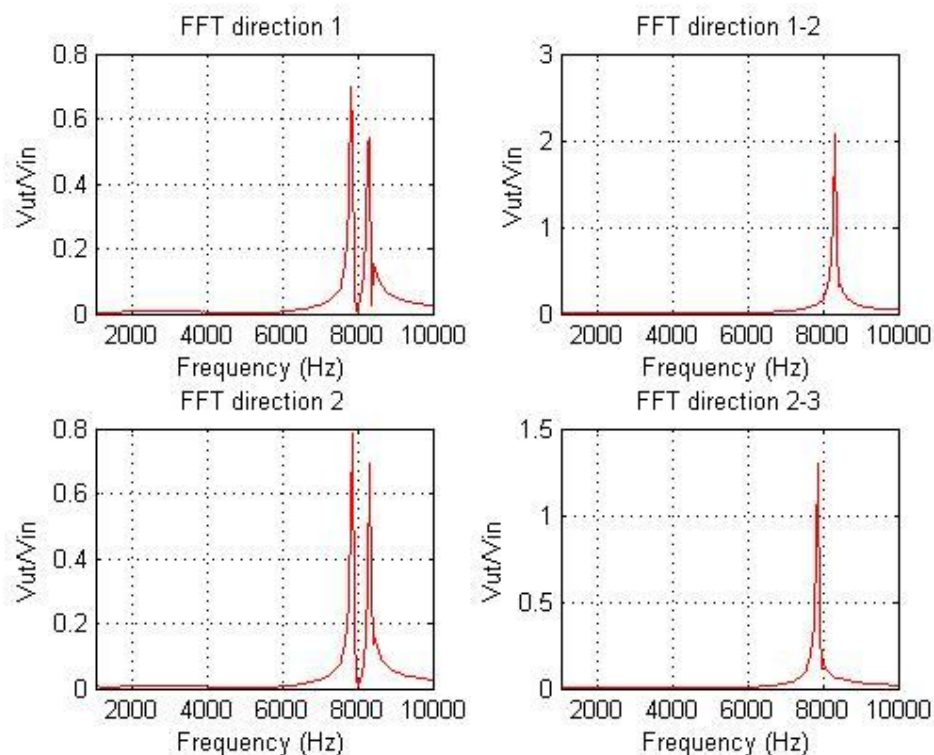 FFT direction 1
0.8
0.6
0.4
0.2
0
Vut/Vin
2000 4000 6000 8000 10000
Frequency (Hz)
FFT direction 1-2
3
2
1
0
Vut/Vin
2000 4000 6000 8000 10000
Frequency (Hz)
FFT direction 2
0.8
0.6
0.4
0.2
0
Vut/Vin
2000 4000 6000 8000 10000
Frequency (Hz)
FFT direction 2-3
1.5
1
0.5
0
Vut/Vin
2000 4000 6000 8000 10000
Frequency (Hz)